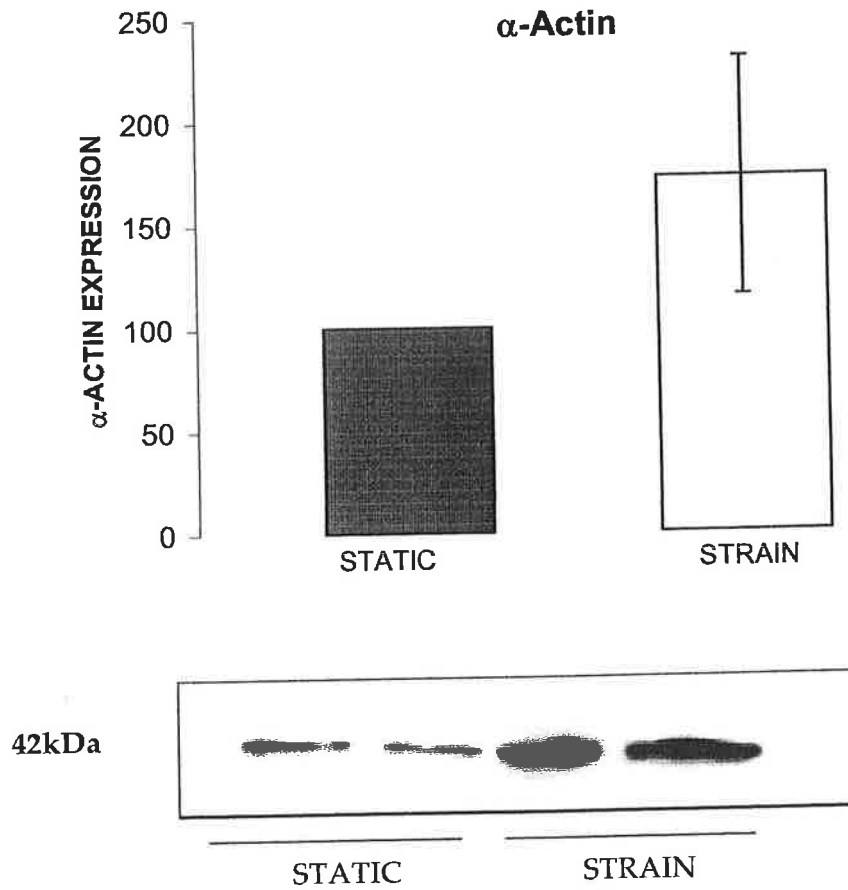 α-Actin
α-ACTIN EXPRESSION
250
200
150
100
50
0
STATIC
STRAIN
42kDa
STATIC
STRAIN